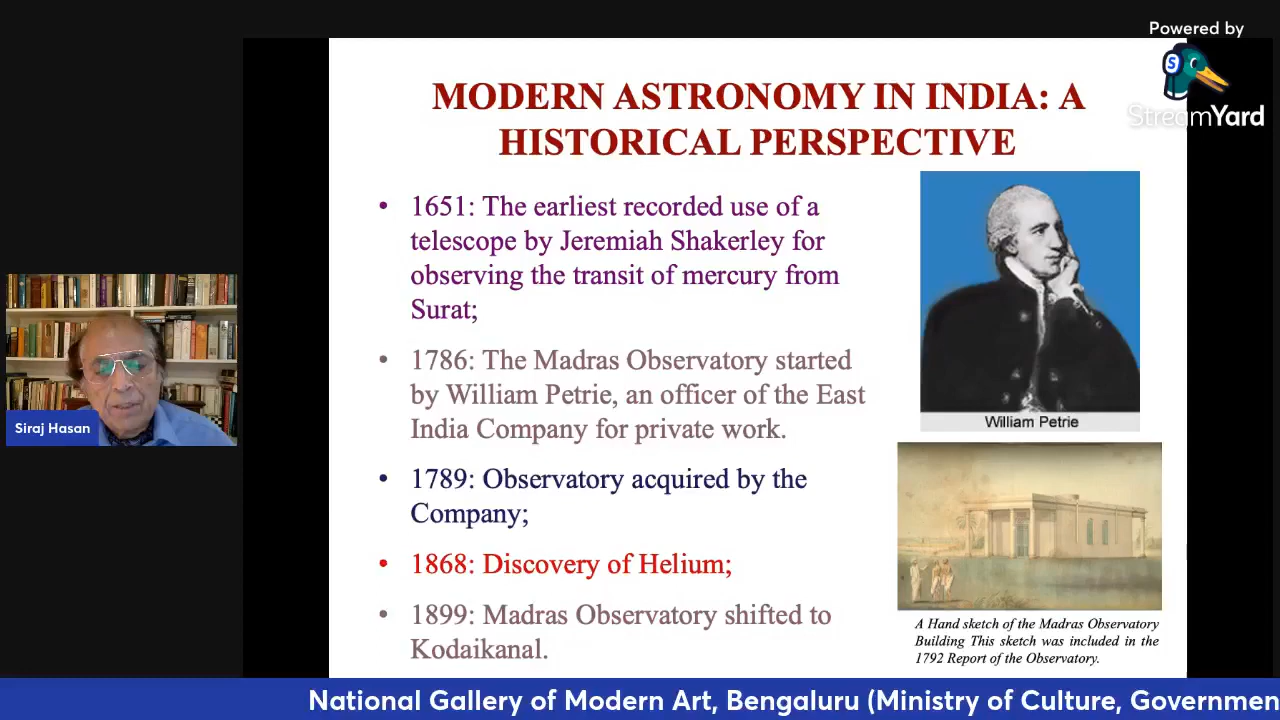 Powered by
StreamYard
MODERN ASTRONOMY IN INDIA: A
HISTORICAL PERSPECTIVE
• 1651: The earliest recorded use of a
telescope by Jeremiah Shakerley for
observing the transit of mercury from
Surat;
• 1786: The Madras Observatory started
by William Petrie, an officer of the East
India Company for private work.
• 1789: Observatory acquired by the
Company;
• 1868: Discovery of Helium;
• 1899: Madras Observatory shifted to
Kodaikanal.
William Petrie
A Hand sketch of the Madras Observatory
Building This sketch was included in the
1792 Report of the Observatory.
Siraj Hasan
National Gallery of Modern Art, Bengaluru (Ministry of Culture, Governmen